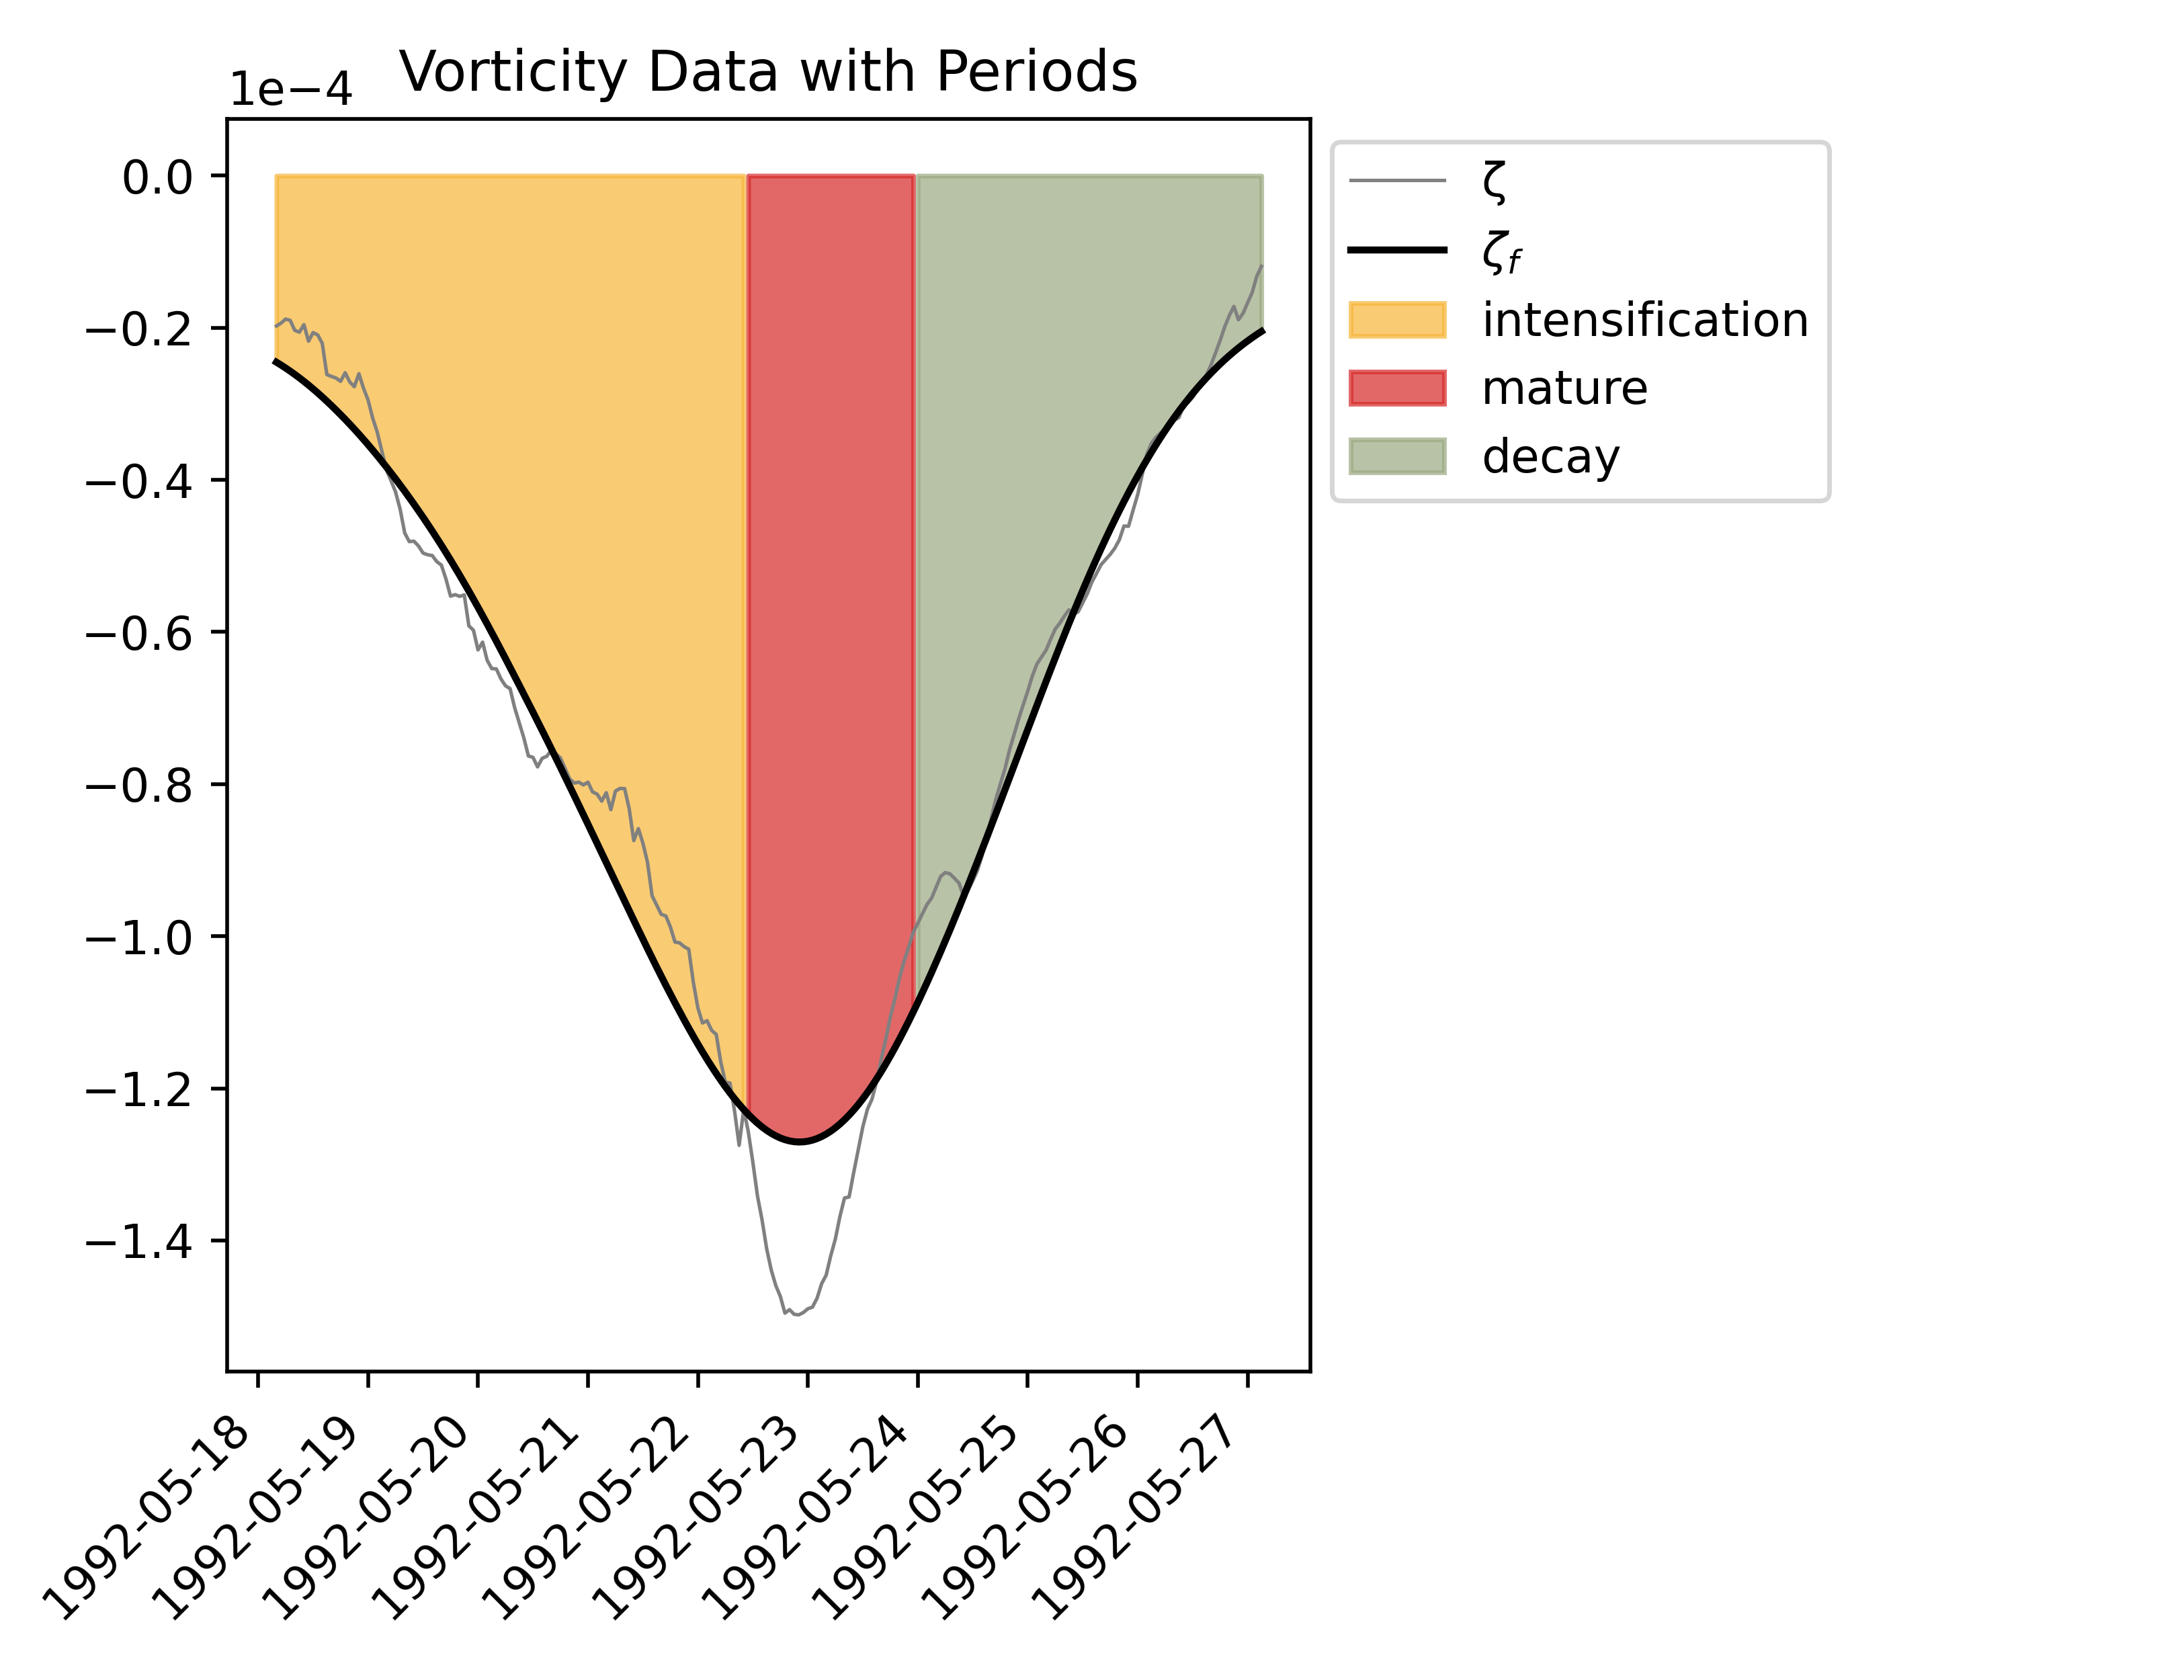 Vorticity Data with Periods
1e−4
0.0
−0.2
−0.4
−0.6
−0.8
−1.0
−1.2
−1.4
1992-05-18
1992-05-19
1992-05-20
1992-05-21
1992-05-22
1992-05-23
1992-05-24
1992-05-25
1992-05-26
1992-05-27
ζ
ζf
intensification
mature
decay